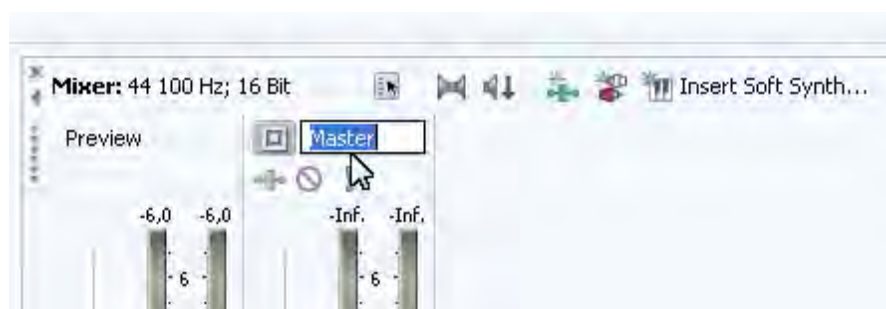 Mixer: 44 100 Hz; 16 Bit Insert Soft Synth...
Preview Master
-6,0 -6,0 -Inf. -Inf.
6 6